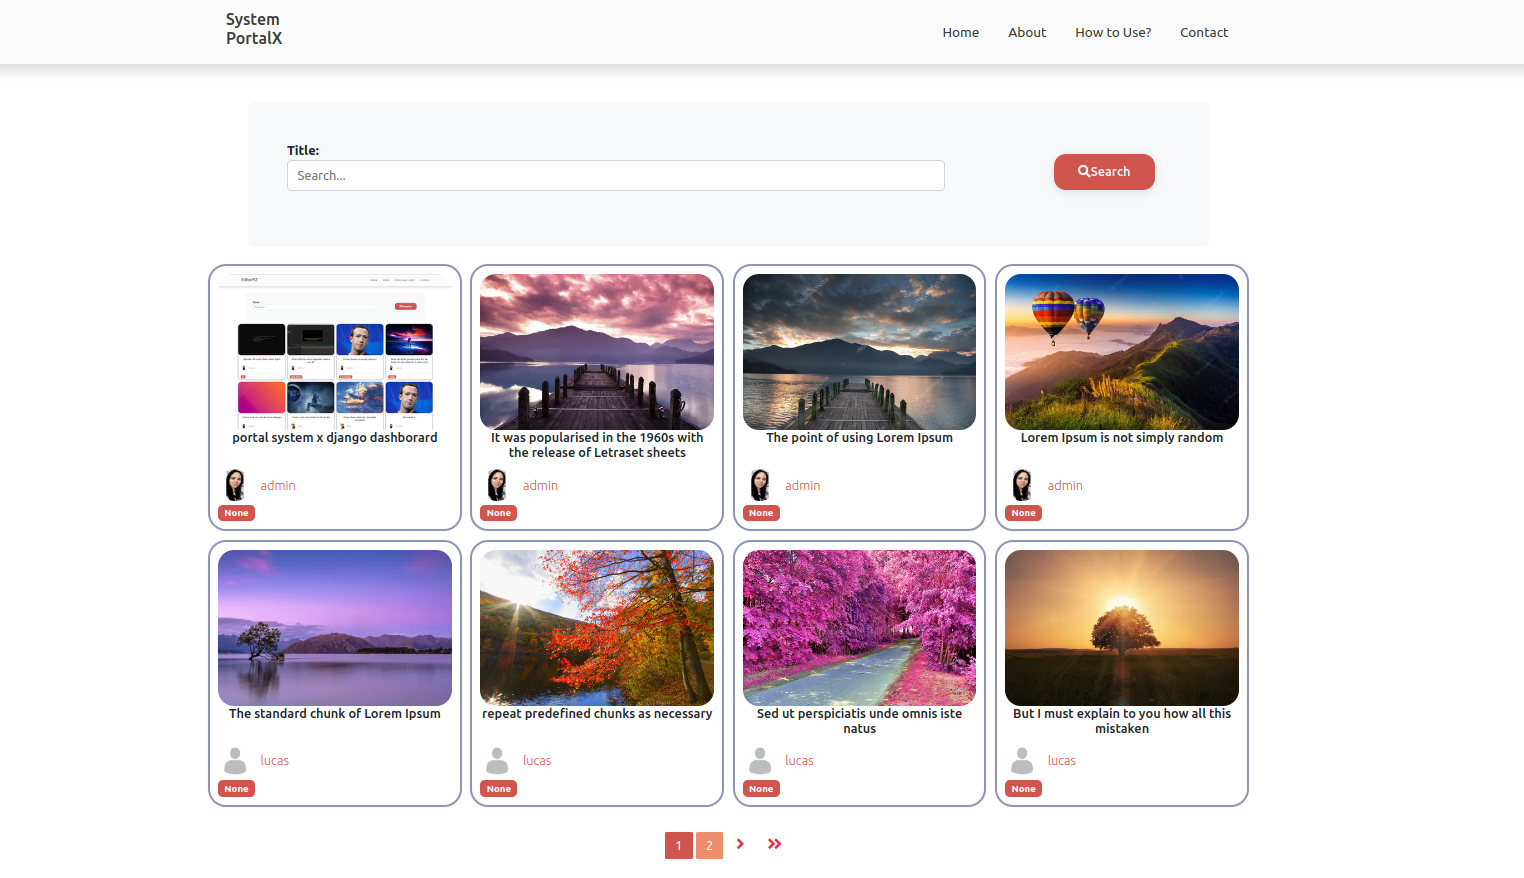 System
PortalX
Home
About
How to Use?
Contact
Title:
Search...
Search
portal system x django dashborard
admin
None
It was popularised in the 1960s with
the release of Letraset sheets
admin
None
The point of using Lorem Ipsum
admin
None
Lorem Ipsum is not simply random
admin
None
The standard chunk of Lorem Ipsum
lucas
None
repeat predefined chunks as necessary
lucas
None
Sed ut perspiciatis unde omnis iste
natus
lucas
None
But I must explain to you how all this
mistaken
lucas
None
1
2